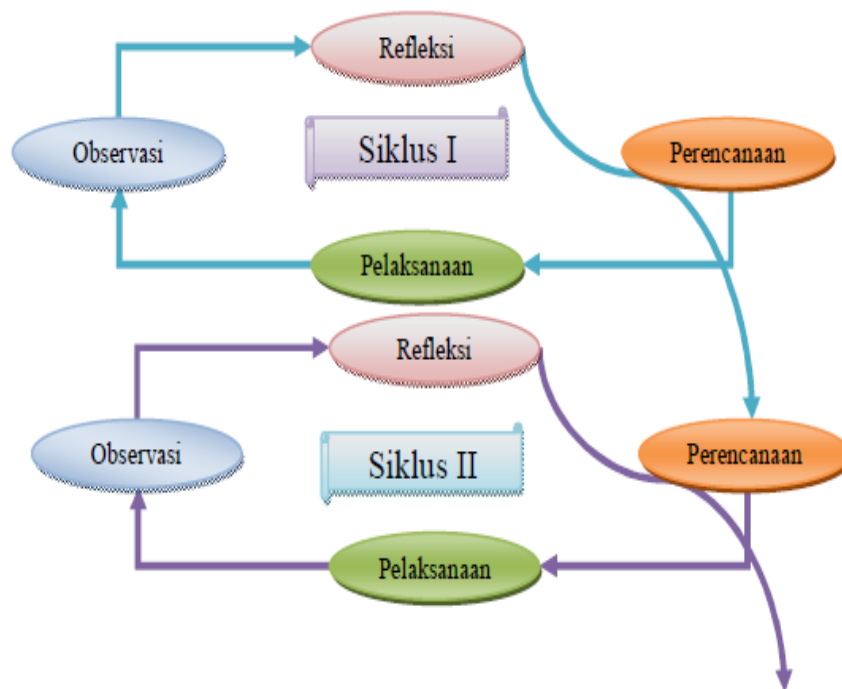 Refleksi
Observasi
Siklus I
Perencanaan
Pelaksanaan
Refleksi
Observasi
Siklus II
Perencanaan
Pelaksanaan